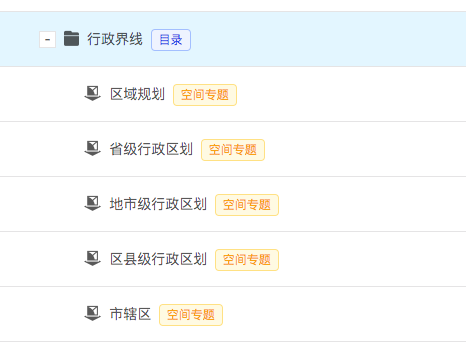 行政界线 目录
区域规划 空间专题
省级行政区划 空间专题
地市级行政区划 空间专题
区县级行政区划 空间专题
市辖区 空间专题